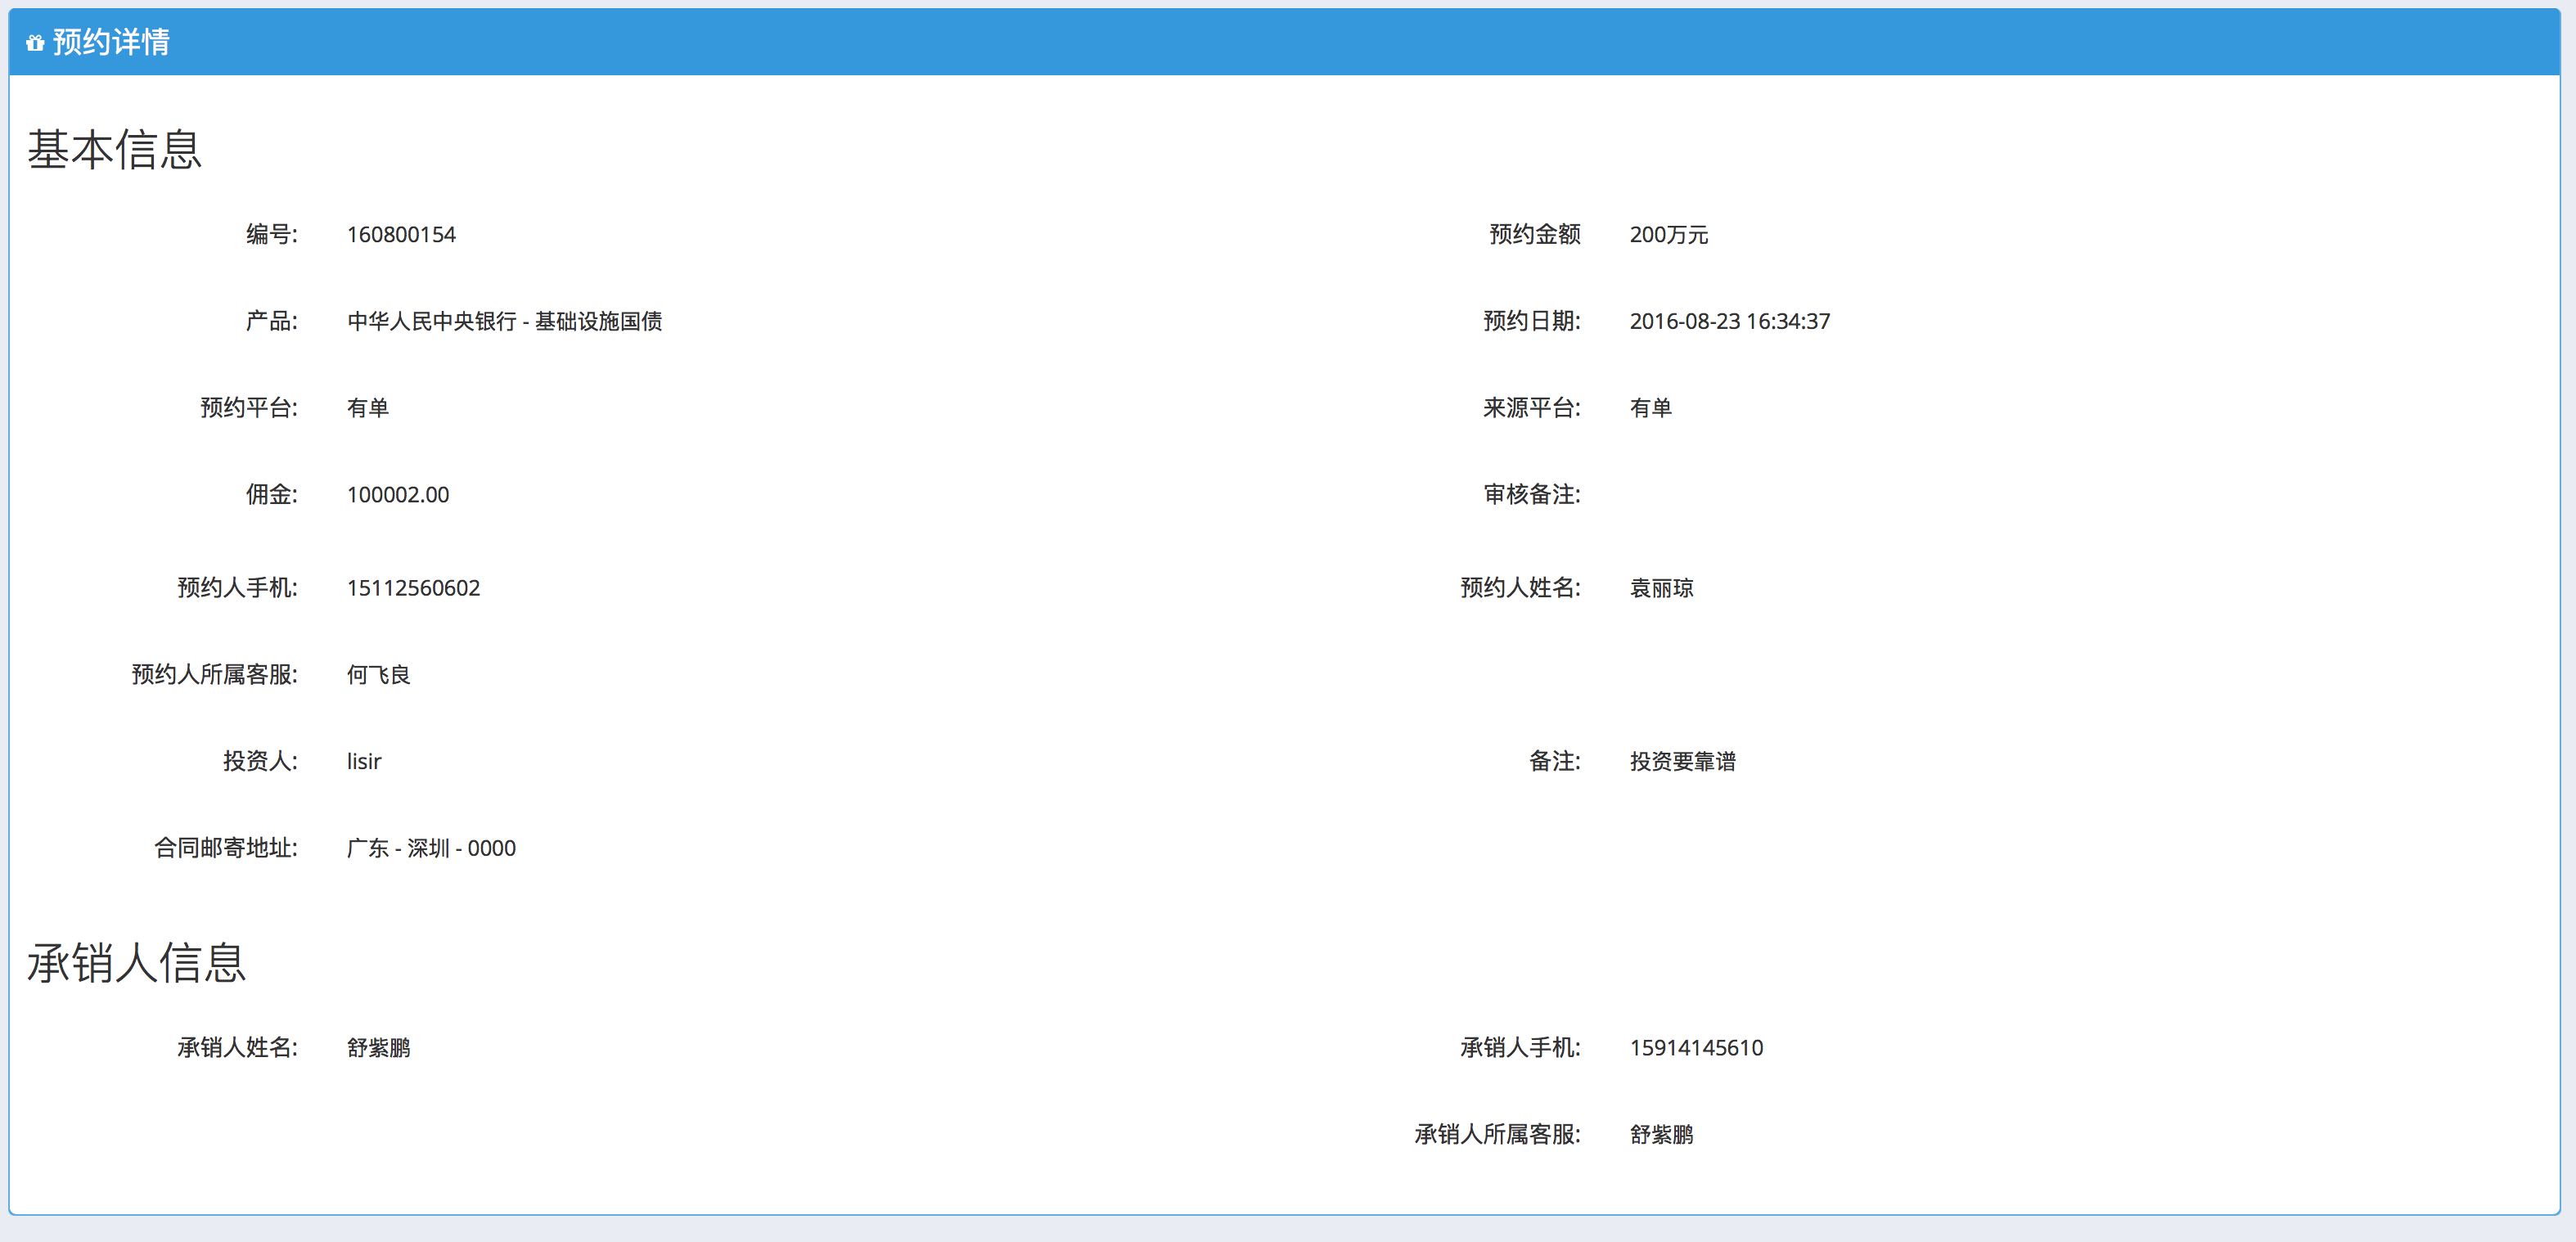 预约详情
基本信息
编号: 160800154 预约金额 200万元
产品: 中华人民中央银行 - 基础设施国债 预约日期: 2016-08-23 16:34:37
预约平台: 有单 来源平台: 有单
佣金: 100002.00 审核备注:
预约人手机: 15112560602 预约人姓名: 袁丽琼
预约人所属客服: 何飞良
投资人: lisir 备注: 投资要靠谱
合同邮寄地址: 广东 - 深圳 - 0000
承销人信息
承销人姓名: 舒紫鹏 承销人手机: 15914145610
承销人所属客服: 舒紫鹏